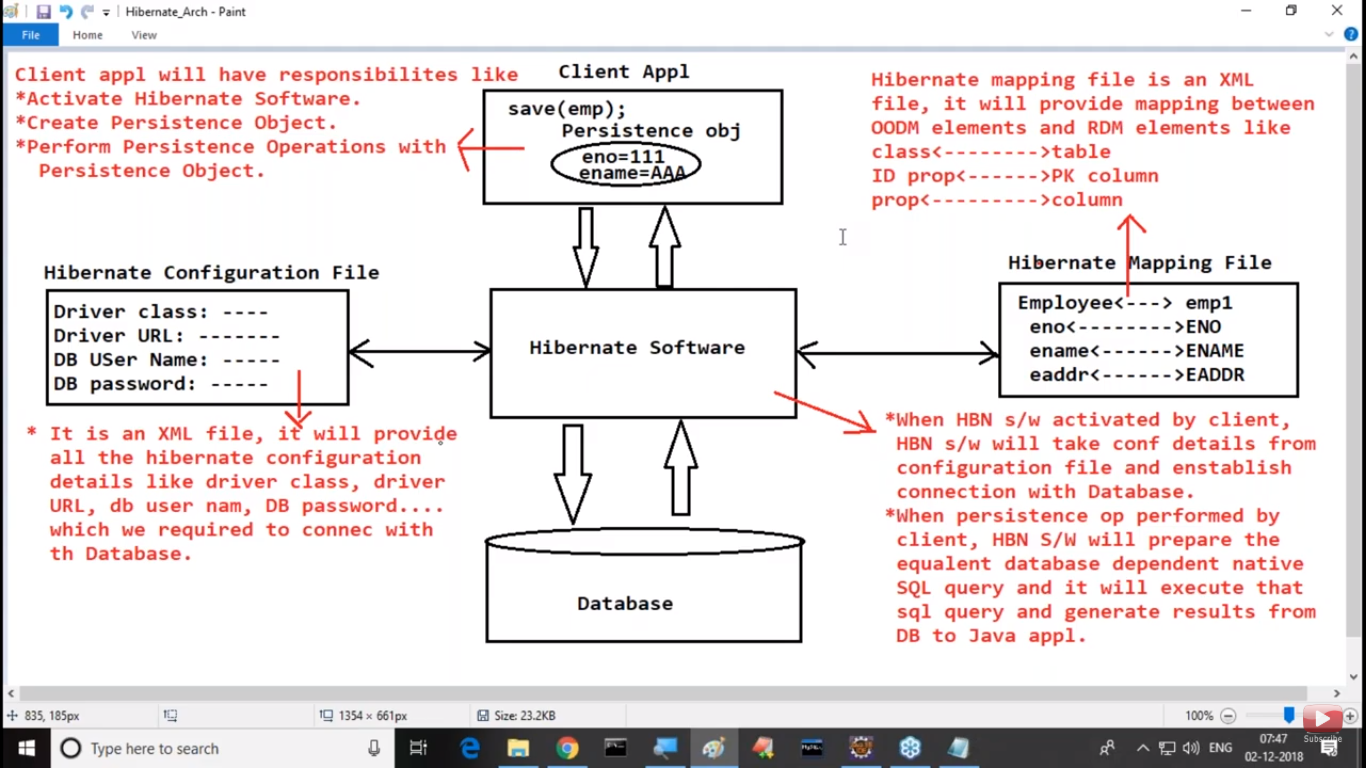 Hibernate_Arch - Paint
File Home View
Client appl will have responsibilites like
*Activate Hibernate Software.
*Create Persistence Object.
*Perform Persistence Operations with
Persistence Object.
Client Appl
save(emp);
Persistence obj
eno=111
ename=AAA
Hibernate mapping file is an XML
file, it will provide mapping between
OODM elements and RDM elements like
class<-------->table
ID prop<------>PK column
prop<--------->column
Hibernate Configuration File
Driver class: ----
Driver URL: -------
DB USer Name: -----
DB password: -----
Hibernate Software
Hibernate Mapping File
Employee<---> emp1
eno<-------->ENO
ename<------>ENAME
eaddr<------>EADDR
* It is an XML file, it will provide
all the hibernate configuration
details like driver class, driver
URL, db user nam, DB password....
which we required to connec with
th Database.
*When HBN s/w activated by client,
HBN s/w will take conf details from
configuration file and enstablish
connection with Database.
*When persistence op performed by
client, HBN S/W will prepare the
equalent database dependent native
SQL query and it will execute that
sql query and generate results from
DB to Java appl.
Database
835, 185px
1354 × 661px
Size: 23.2KB
100%
Subscribe
Type here to search
ENG
07:47
02-12-2018